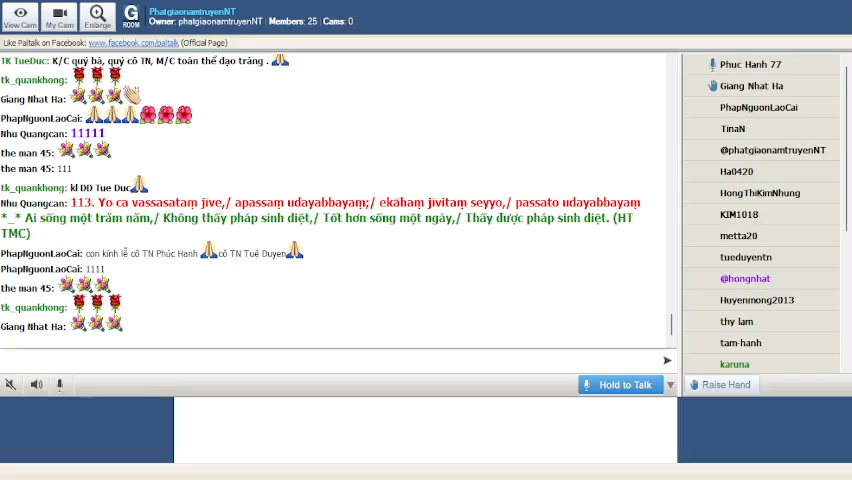 PhatgiaonamtruyenNT
Owner: phatgiaonamtruyenNT | Members: 25 | Cams: 0
View Cam
My Cam
Enlarge
G
ROOM
Like Paltalk on Facebook: www.facebook.com/paltalk (Official Page)
TK TueDuc: K/C quý bà, quý cô TN, M/C toàn thể đạo tràng .
tk_quankhong:
Giang Nhat Ha:
PhapNguonLaoCai:
Nhu Quangcan: 11111
the man 45:
the man 45: 111
tk_quankhong: kl DD Tue Duc
Nhu Quangcan: 113. Yo ca vassasataṃ jīve,/ apassaṃ udayabbayaṃ;/ ekāhaṃ jīvitaṃ seyyo,/ passato udayabbayaṃ
*_* Ai sống một trăm năm,/ Không thấy pháp sinh diệt,/ Tốt hơn sống một ngày,/ Thấy được pháp sinh diệt. (HT
TMC)
PhapNguonLaoCai: con kính lễ cô TN Phúc Hạnh cô TN Tuệ Duyen
PhapNguonLaoCai: 1111
the man 45:
tk_quankhong:
Giang Nhat Ha:
Hold to Talk
Phuc Hanh 77
Giang Nhat Ha
PhapNguonLaoCai
TinaN
@phatgiaonamtruyenNT
Ha0420
HongThiKimNhung
KIM1018
metta20
tueduyentn
@hongnhat
Huyenmong2013
thy lam
tam-hanh
karuna
Raise Hand